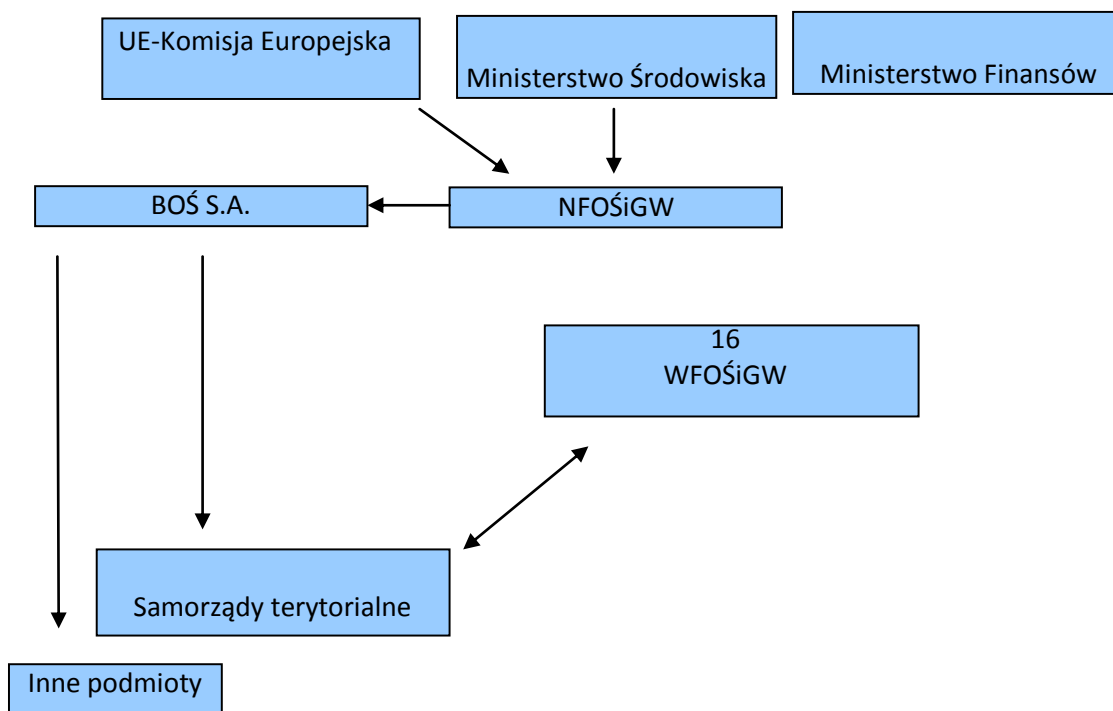 UE-Komisja Europejska
Ministerstwo Środowiska
Ministerstwo Finansów
BOŚ S.A.
NFOŚiGW
16
WFOŚiGW
Samorządy terytorialne
Inne podmioty